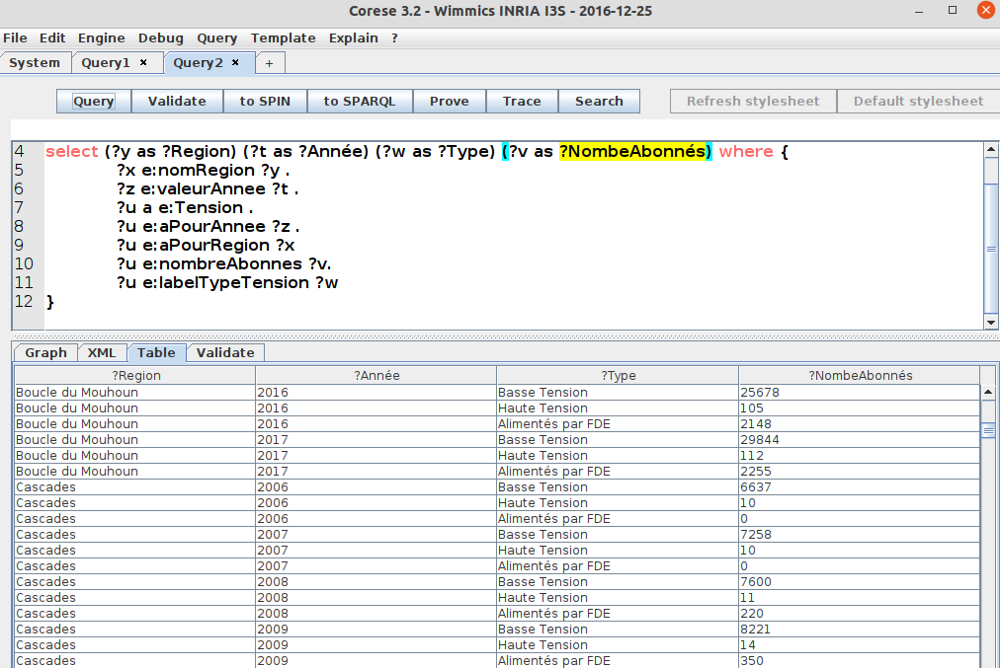 Corese 3.2 - Wimmics INRIA I3S - 2016-12-25
File Edit Engine Debug Query Template Explain ?
System Query1 × Query2 × +
Query Validate to SPIN to SPARQL Prove Trace Search Refresh stylesheet Default stylesheet
4 select (?y as ?Region) (?t as ?Année) (?w as ?Type) (?v as ?NombeAbonnés) where {
5 ?x e:nomRegion ?y .
6 ?z e:valeurAnnee ?t .
7 ?u a e:Tension .
8 ?u e:aPourAnnee ?z .
9 ?u e:aPourRegion ?x
10 ?u e:nombreAbonnes ?v.
11 ?u e:labelTypeTension ?w
12 }
Graph XML Table Validate
?Region ?Année ?Type ?NombeAbonnés
Boucle du Mouhoun 2016 Basse Tension 25678
Boucle du Mouhoun 2016 Haute Tension 105
Boucle du Mouhoun 2016 Alimentés par FDE 2148
Boucle du Mouhoun 2017 Basse Tension 29844
Boucle du Mouhoun 2017 Haute Tension 112
Boucle du Mouhoun 2017 Alimentés par FDE 2255
Cascades 2006 Basse Tension 6637
Cascades 2006 Haute Tension 10
Cascades 2006 Alimentés par FDE 0
Cascades 2007 Basse Tension 7258
Cascades 2007 Haute Tension 10
Cascades 2007 Alimentés par FDE 0
Cascades 2008 Basse Tension 7600
Cascades 2008 Haute Tension 11
Cascades 2008 Alimentés par FDE 220
Cascades 2009 Basse Tension 8221
Cascades 2009 Haute Tension 14
Cascades 2009 Alimentés par FDE 350